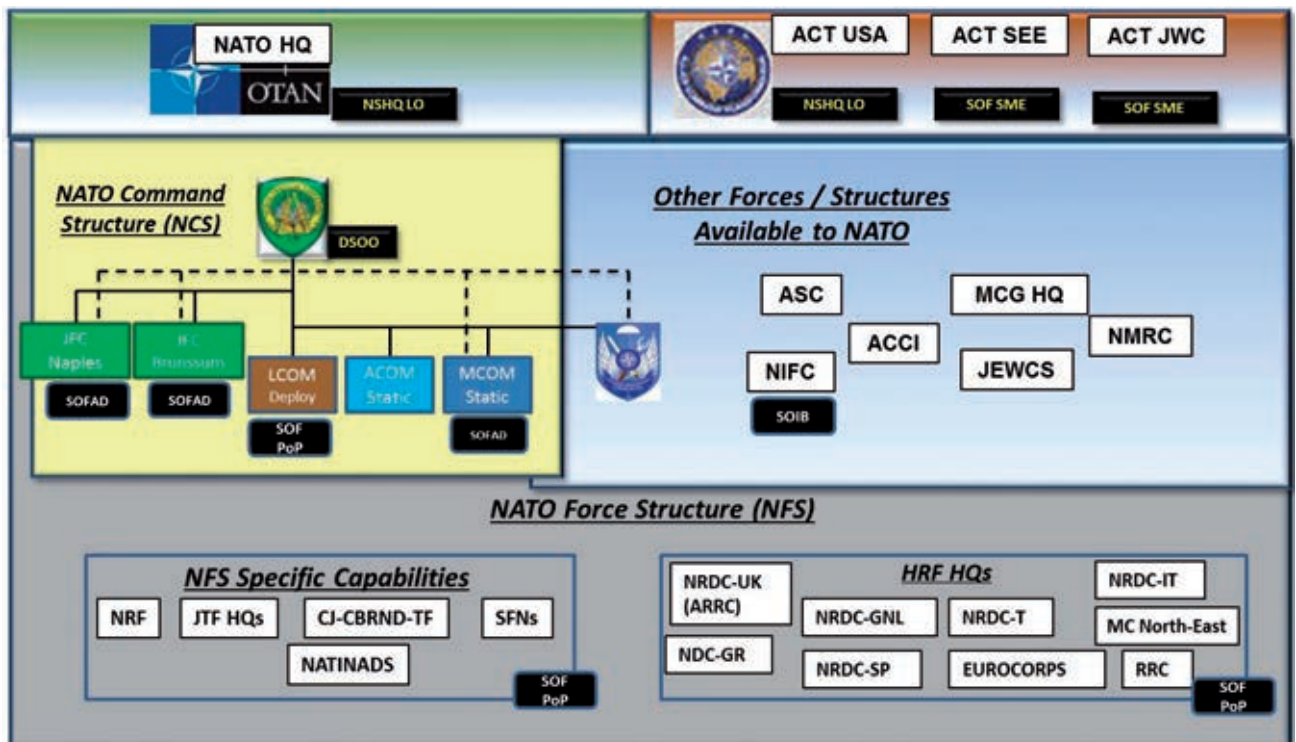 NATO HQ
OTAN
NSHQ LO
ACT USA
ACT SEE
ACT JWC
NSHQ LO
SOF SME
SOF SME
NATO Command
Structure (NCS)
DSOO
JFC
Naples
JFC
Brunssum
LCOM
Deploy
ACOM
Static
MCOM
Static
SOFAD
SOFAD
SOF
PoP
SOFAD
Other Forces / Structures
Available to NATO
ASC
MCG HQ
ACCI
NMRC
NIFC
JEWCS
SOIB
NATO Force Structure (NFS)
NFS Specific Capabilities
NRF
JTF HQs
CJ-CBRND-TF
SFNs
NATINADS
SOF
PoP
HRF HQs
NRDC-UK
(ARRC)
NRDC-GNL
NRDC-T
NRDC-IT
MC North-East
NDC-GR
NRDC-SP
EUROCORPS
RRC
SOF
PoP